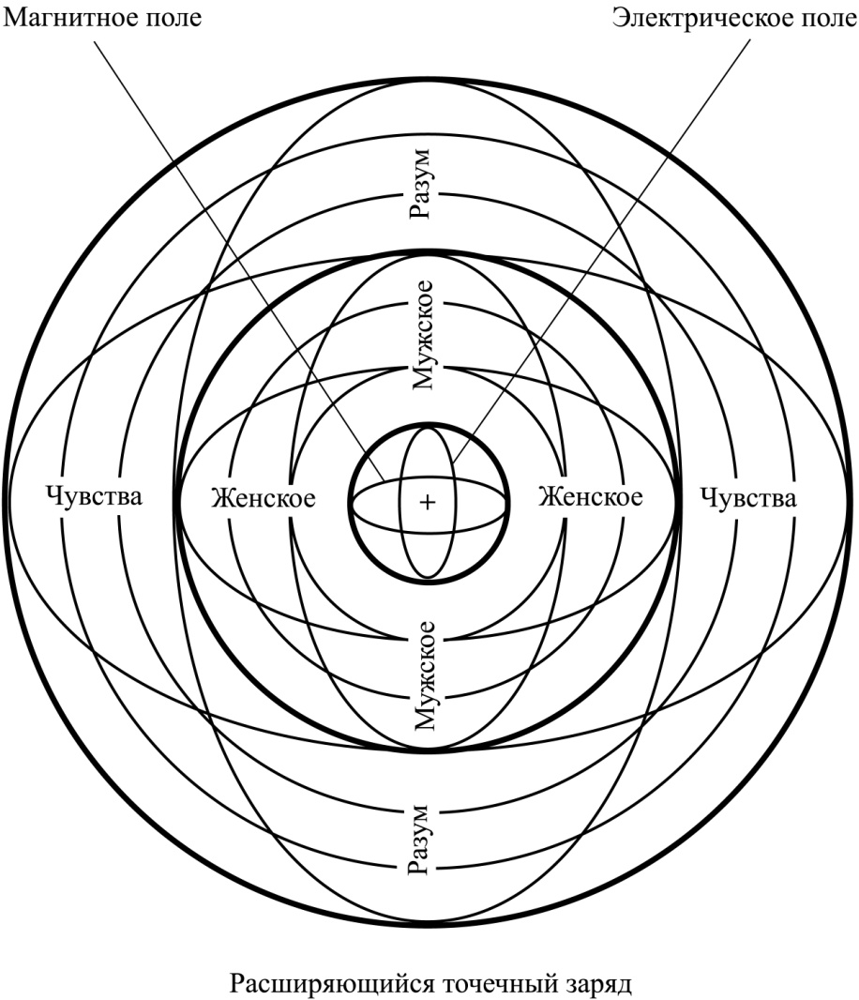 Магнитное поле
Электрическое поле
Разум
Мужское
Чувства
Женское
+
Женское
Чувства
Мужское
Разум
Расширяющийся точечный заряд